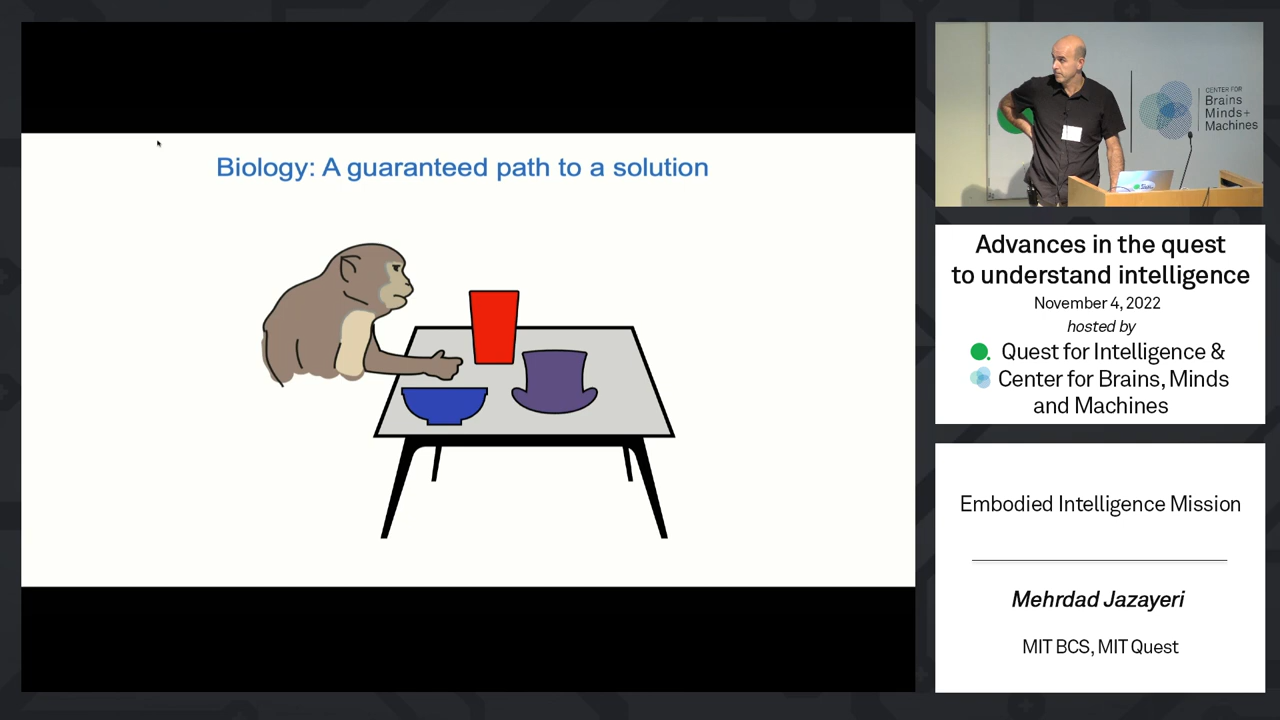 Biology: A guaranteed path to a solution
CENTER FOR
Brains
Minds+
Machines
Advances in the quest
to understand intelligence
November 4, 2022
hosted by
Quest for Intelligence &
Center for Brains, Minds
and Machines
Embodied Intelligence Mission
Mehrdad Jazayeri
MIT BCS, MIT Quest